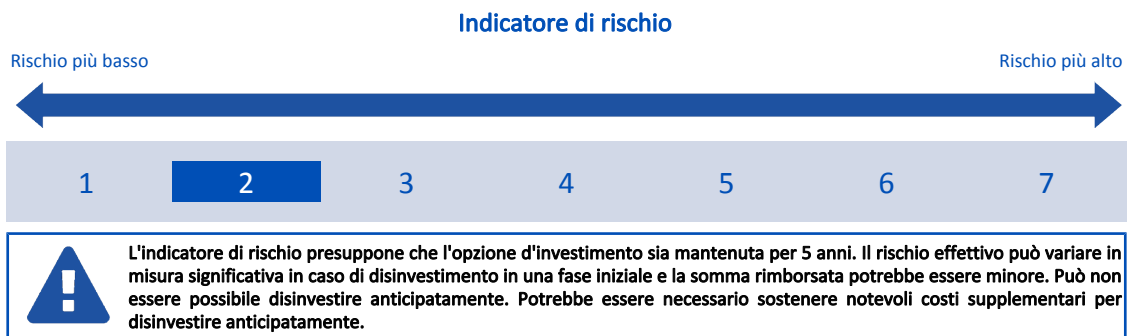 Indicatore di rischio
Rischio più basso
Rischio più alto
1 2 3 4 5 6 7
L'indicatore di rischio presuppone che l'opzione d'investimento sia mantenuta per 5 anni. Il rischio effettivo può variare in
misura significativa in caso di disinvestimento in una fase iniziale e la somma rimborsata potrebbe essere minore. Può non
essere possibile disinvestire anticipatamente. Potrebbe essere necessario sostenere notevoli costi supplementari per
disinvestire anticipatamente.